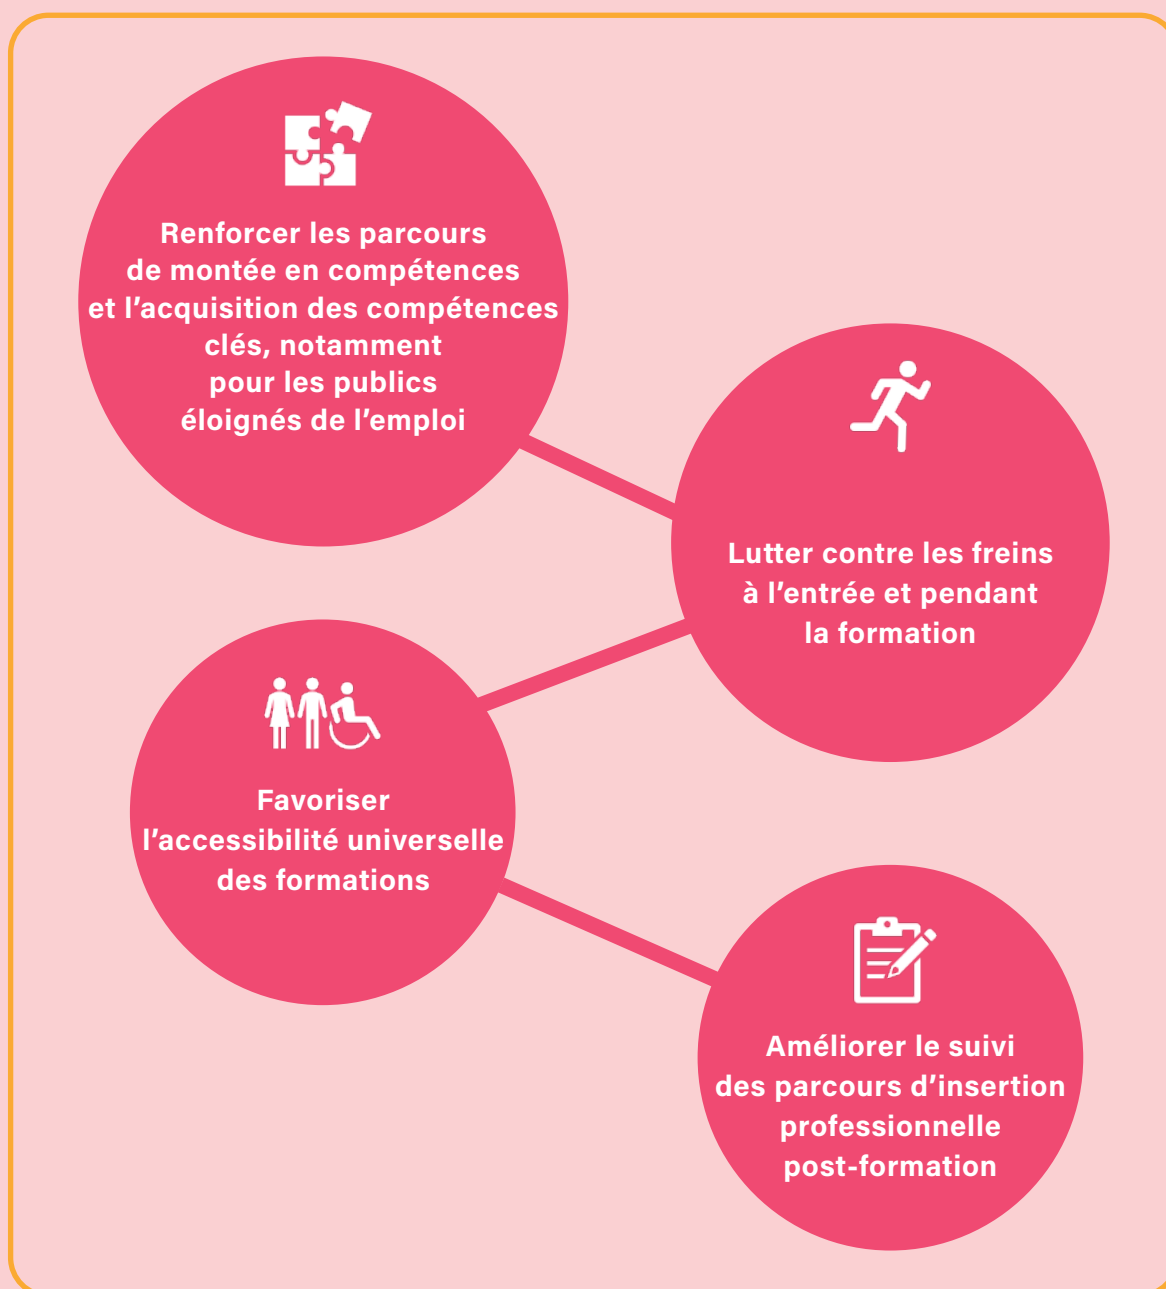 Renforcer les parcours
de montée en compétences
et l’acquisition des compétences
clés, notamment
pour les publics
éloignés de l’emploi
Lutter contre les freins
à l’entrée et pendant
la formation
Favoriser
l’accessibilité universelle
des formations
Améliorer le suivi
des parcours d’insertion
professionnelle
post-formation